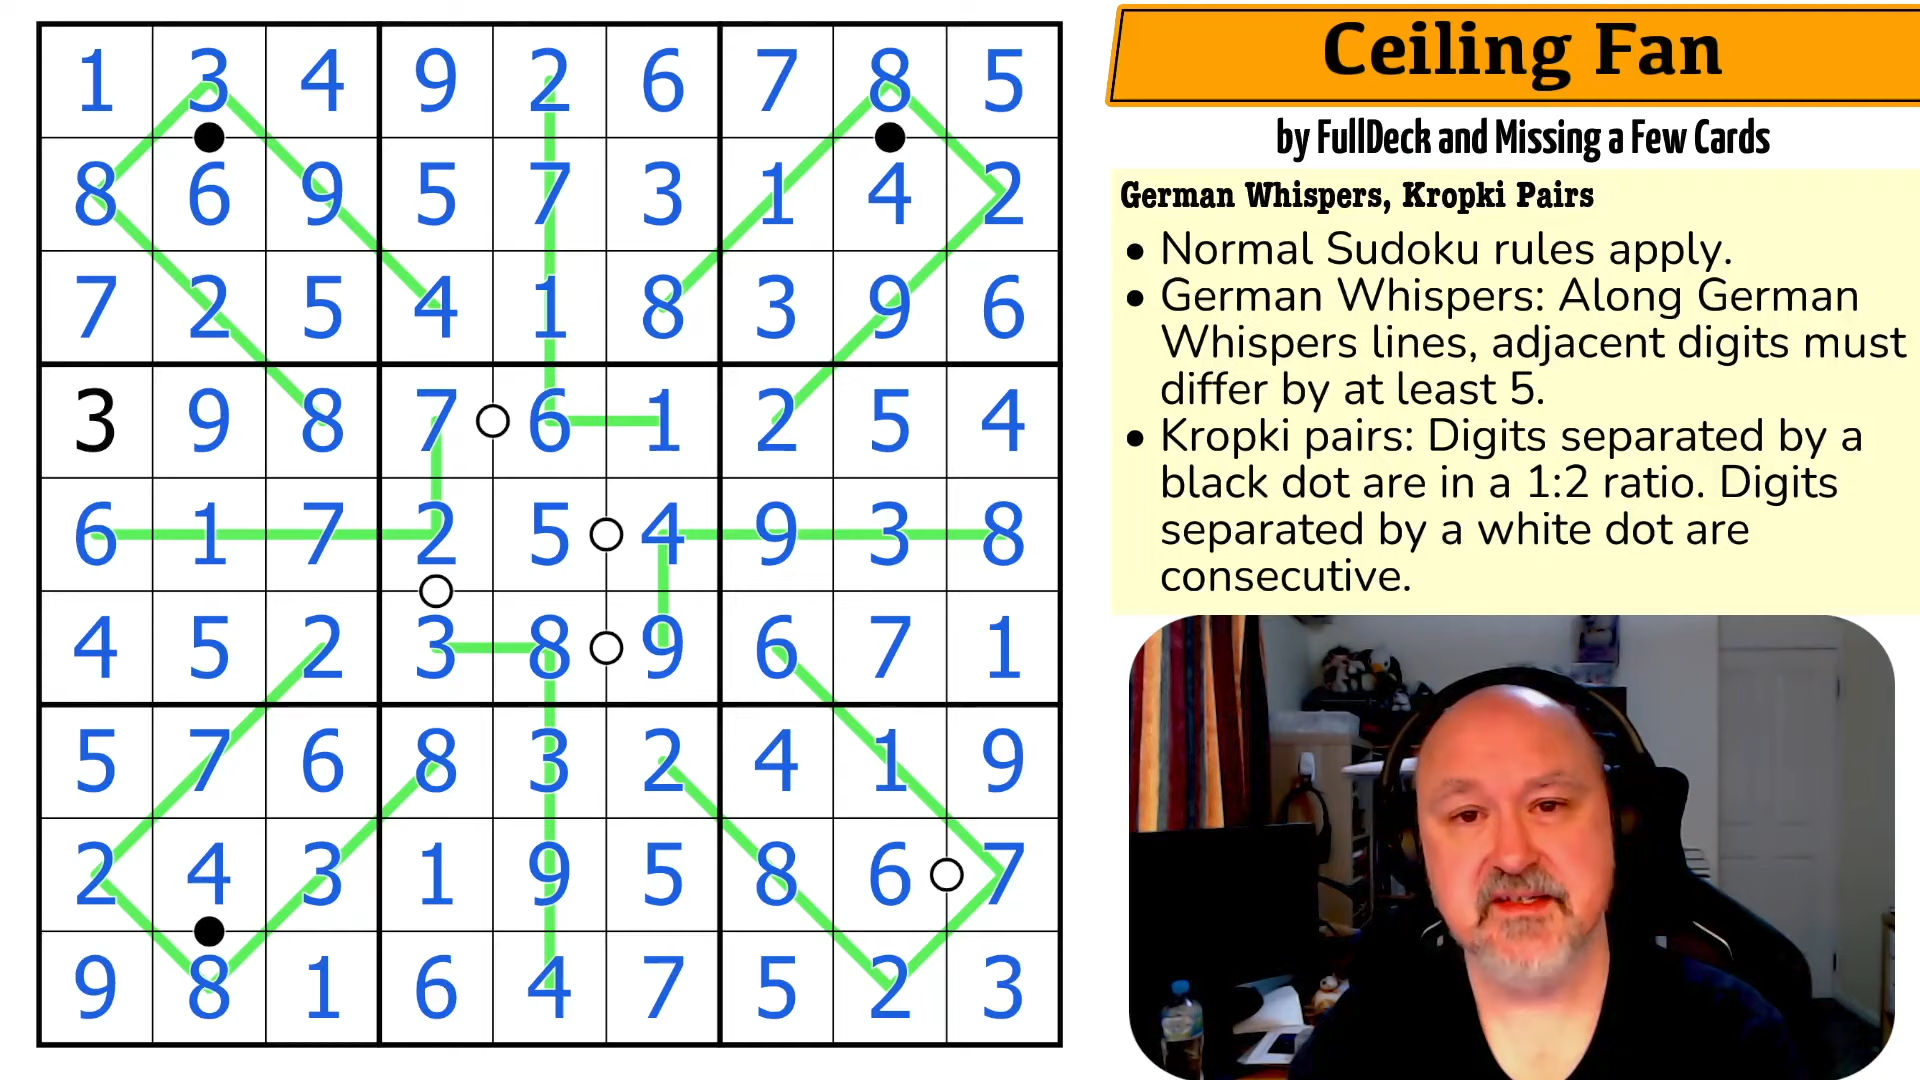 1 3 4 9 2 6 7 8 5
8 6 9 5 7 3 1 4 2
7 2 5 4 1 8 3 9 6
3 9 8 7 6 1 2 5 4
6 1 7 2 5 4 9 3 8
4 5 2 3 8 9 6 7 1
5 7 6 8 3 2 4 1 9
2 4 3 1 9 5 8 6 7
9 8 1 6 4 7 5 2 3
Ceiling Fan
by FullDeck and Missing a Few Cards
German Whispers, Kropki Pairs
• Normal Sudoku rules apply.
• German Whispers: Along German
Whispers lines, adjacent digits must
differ by at least 5.
• Kropki pairs: Digits separated by a
black dot are in a 1:2 ratio. Digits
separated by a white dot are
consecutive.